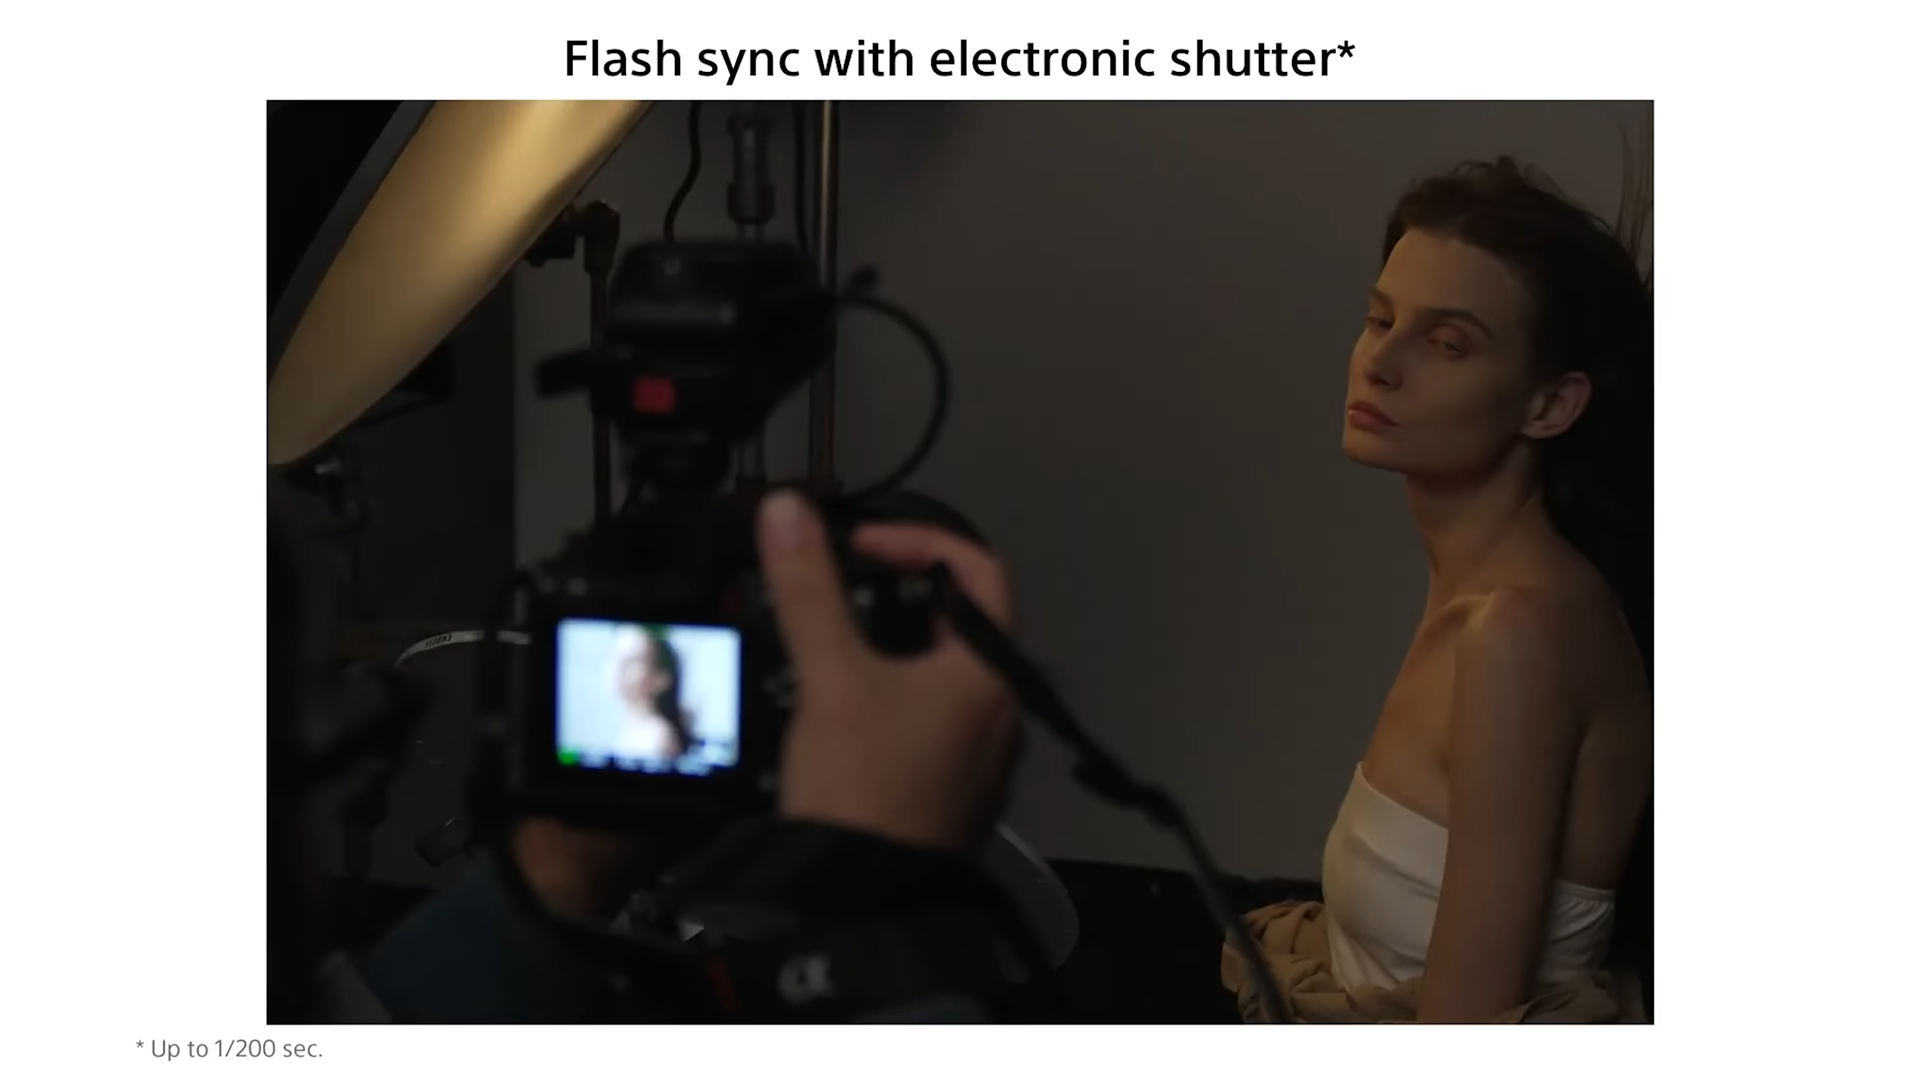 Flash sync with electronic shutter*
α
* Up to 1/200 sec.